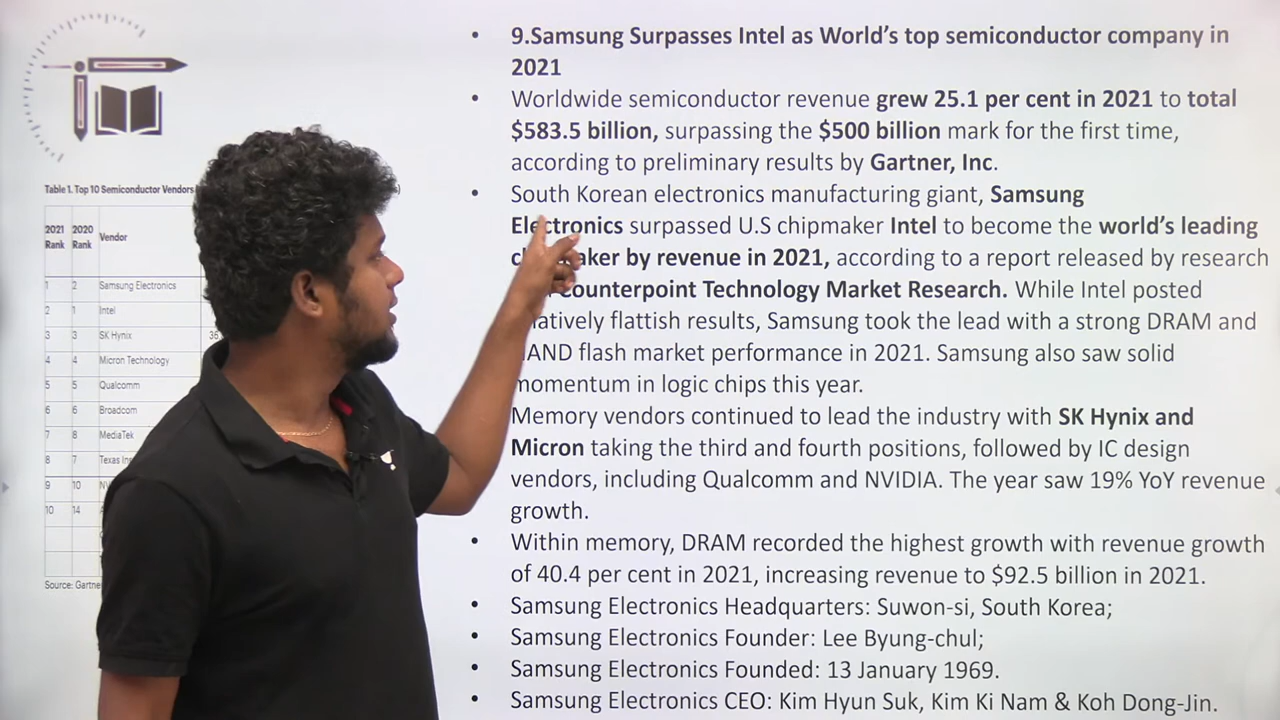 9.Samsung Surpasses Intel as World's top semiconductor company in
2021
Worldwide semiconductor revenue grew 25.1 per cent in 2021 to total
$583.5 billion, surpassing the $500 billion mark for the first time,
according to preliminary results by Gartner, Inc.
South Korean electronics manufacturing giant, Samsung
Electronics surpassed U.S chipmaker Intel to become the world's leading
by revenue in 2021, according to a report released by research
Counterpoint Technology Market Research. While Intel posted
flattish results, Samsung took the lead with a strong DRAM and
flash market performance in 2021. Samsung also saw solid
momentum in logic chips this year.
Memory vendors continued to lead the industry with SK Hynix and
Micron taking the third and fourth positions, followed by IC design
vendors, including Qualcomm and NVIDIA. The year saw 19% YoY revenue
growth.
Within memory, DRAM recorded the highest growth with revenue growth
of 40.4 per cent in 2021, increasing revenue to $92.5 billion in 2021.
Samsung Electronics Headquarters: Suwon-si, South Korea;
Samsung Electronics Founder: Lee Byung-chul;
Samsung Electronics Founded: 13 January 1969.
Samsung Electronics CEO: Kim Hyun Suk, Kim Ki Nam & Koh Dong-Jin.
Table 1. Top 10 Semiconductor Vendors
2021 Rank 2020 Rank Vendor
1 2 Samsung Electronics
2 1 Intel
3 3 SK Hynix
4 4 Micron Technology
5 5 Qualcomm
6 6 Broadcom
7 8 MediaTek
8 7 Texas
9 10
10 14
Source: